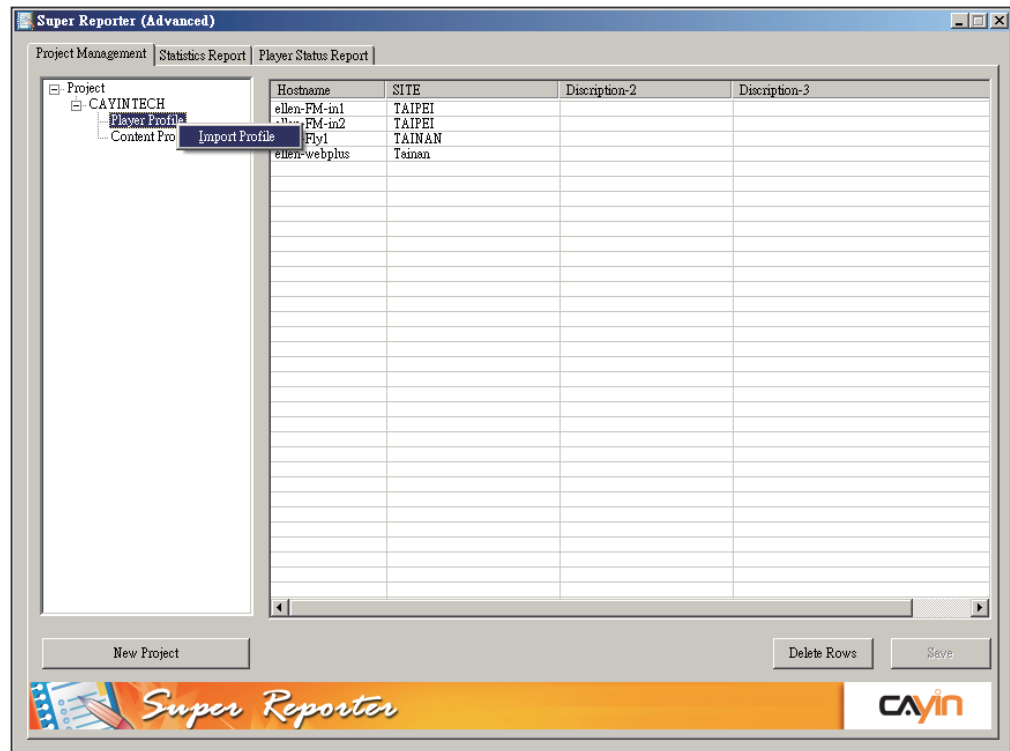 Super Reporter (Advanced)
Project Management Statistics Report Player Status Report
Project
CAYINTECH
Player Profile
Content Pro
Import Profile
Hostname SITE Discription-2 Discription-3
ellen-FM-in1 TAIPEI
FM-in2 TAIPEI
Fly1 TAINAN
ellen-webplus Tainan
New Project Delete Rows Save
Super Reporter CAYIN